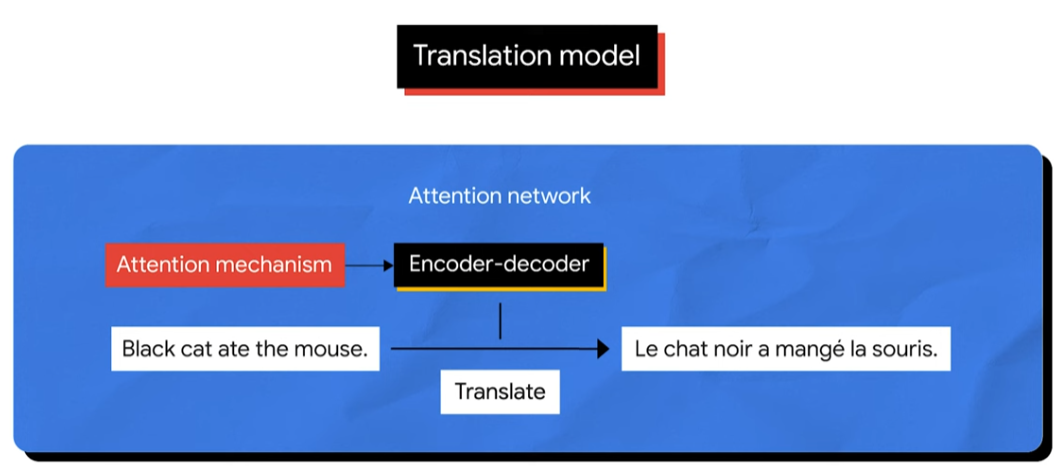 Translation model
Attention network
Attention mechanism
Encoder-decoder
Black cat ate the mouse.
Le chat noir a mangé la souris.
Translate